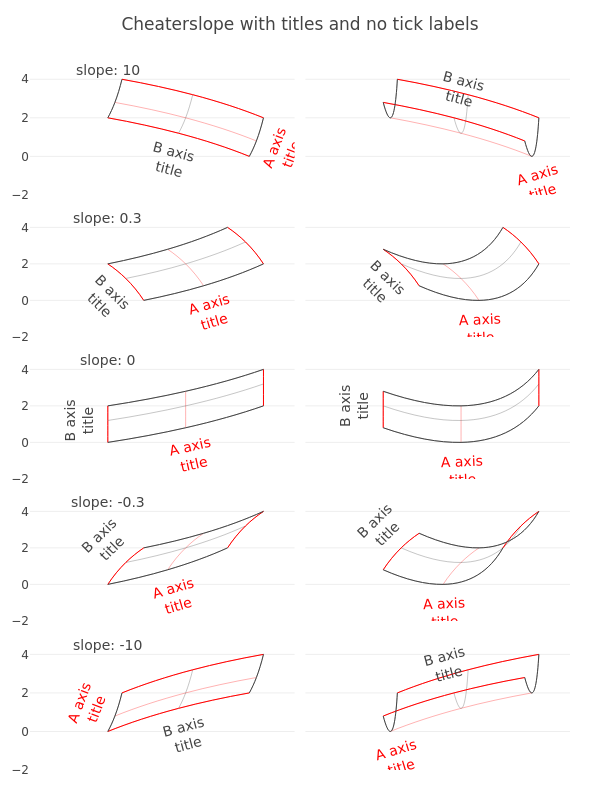 Cheaterslope with titles and no tick labels
slope: 10
4
2
0
−2
B axis
title
A axis
title
B axis
title
A axis
title
slope: 0.3
4
2
0
−2
B axis
title
A axis
title
B axis
title
A axis
title
slope: 0
4
2
0
−2
B axis
title
A axis
title
B axis
title
A axis
title
slope: -0.3
4
2
0
−2
B axis
title
A axis
title
B axis
title
A axis
title
slope: -10
4
2
0
−2
A axis
title
B axis
title
B axis
title
A axis
title